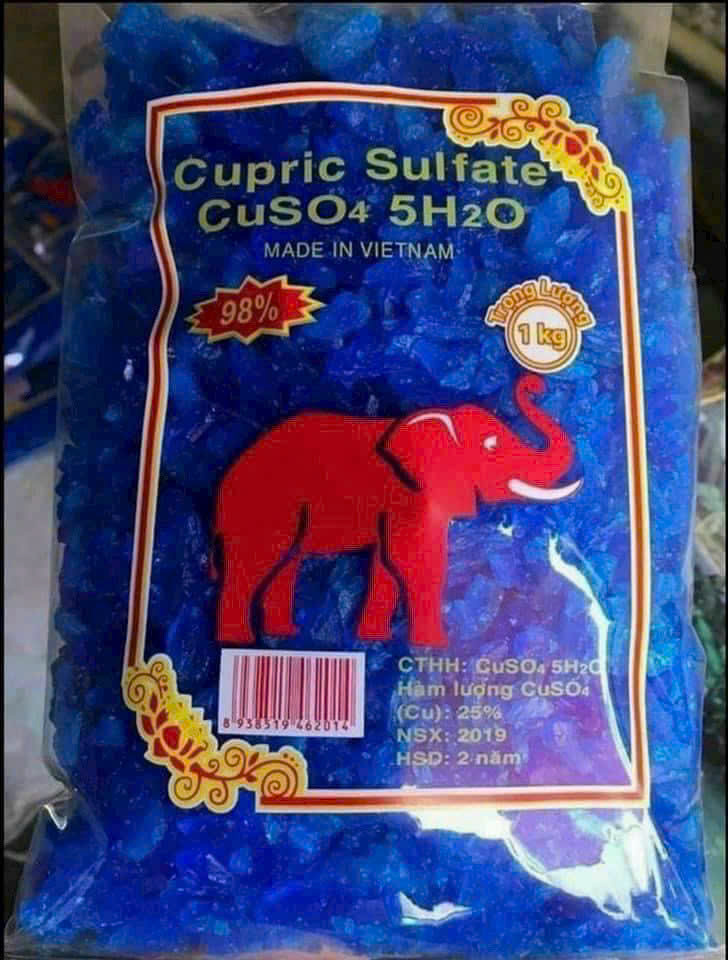 Cupric Sulfate
CuSO4 5H2O
MADE IN VIETNAM
98%
Trọng Lượng
1 kg
CTHH: CuSO4 5H2O
Hàm lượng CuSO4
(Cu): 25%
NSX: 2019
HSD: 2 năm
8 938519 462014